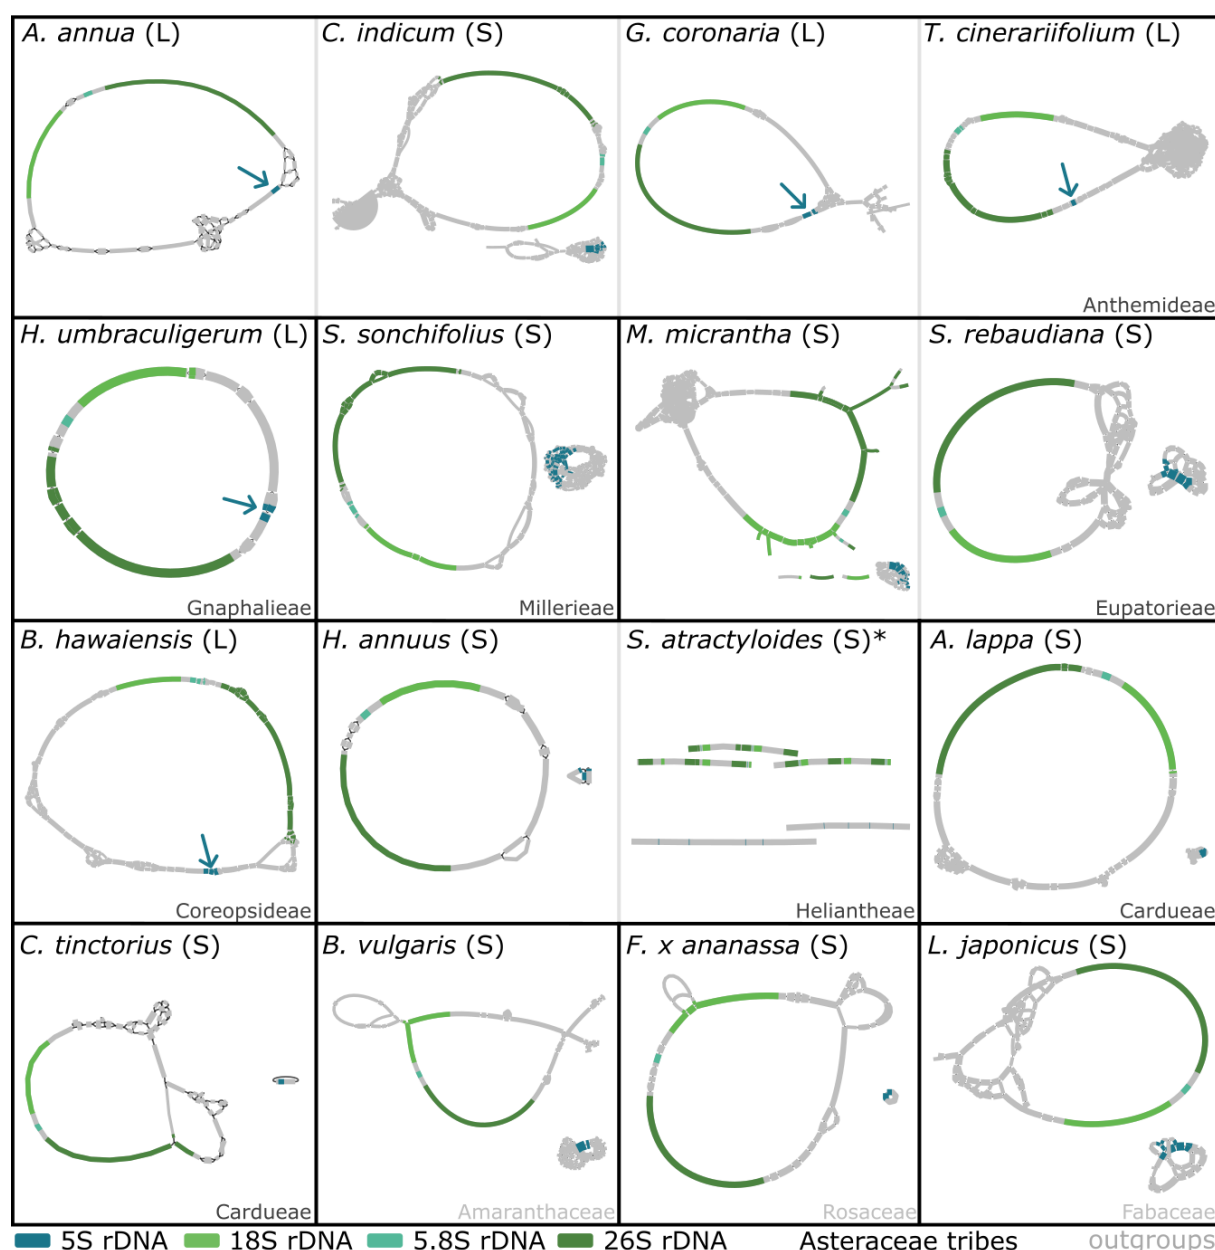 A. annua (L)
C. indicum (S)
G. coronaria (L)
T. cinerariifolium (L)
Anthemideae
H. umbraculigerum (L)
S. sonchifolius (S)
M. micrantha (S)
S. rebaudiana (S)
Gnaphalieae
Millerieae
Eupatorieae
B. hawaiensis (L)
H. annuus (S)
S. atractyloides (S)*
A. lappa (S)
Coreopsideae
Heliantheae
Cardueae
C. tinctorius (S)
B. vulgaris (S)
F. x ananassa (S)
L. japonicus (S)
Cardueae
Amaranthaceae
Rosaceae
Fabaceae
5S rDNA
18S rDNA
5.8S rDNA
26S rDNA
Asteraceae tribes
outgroups